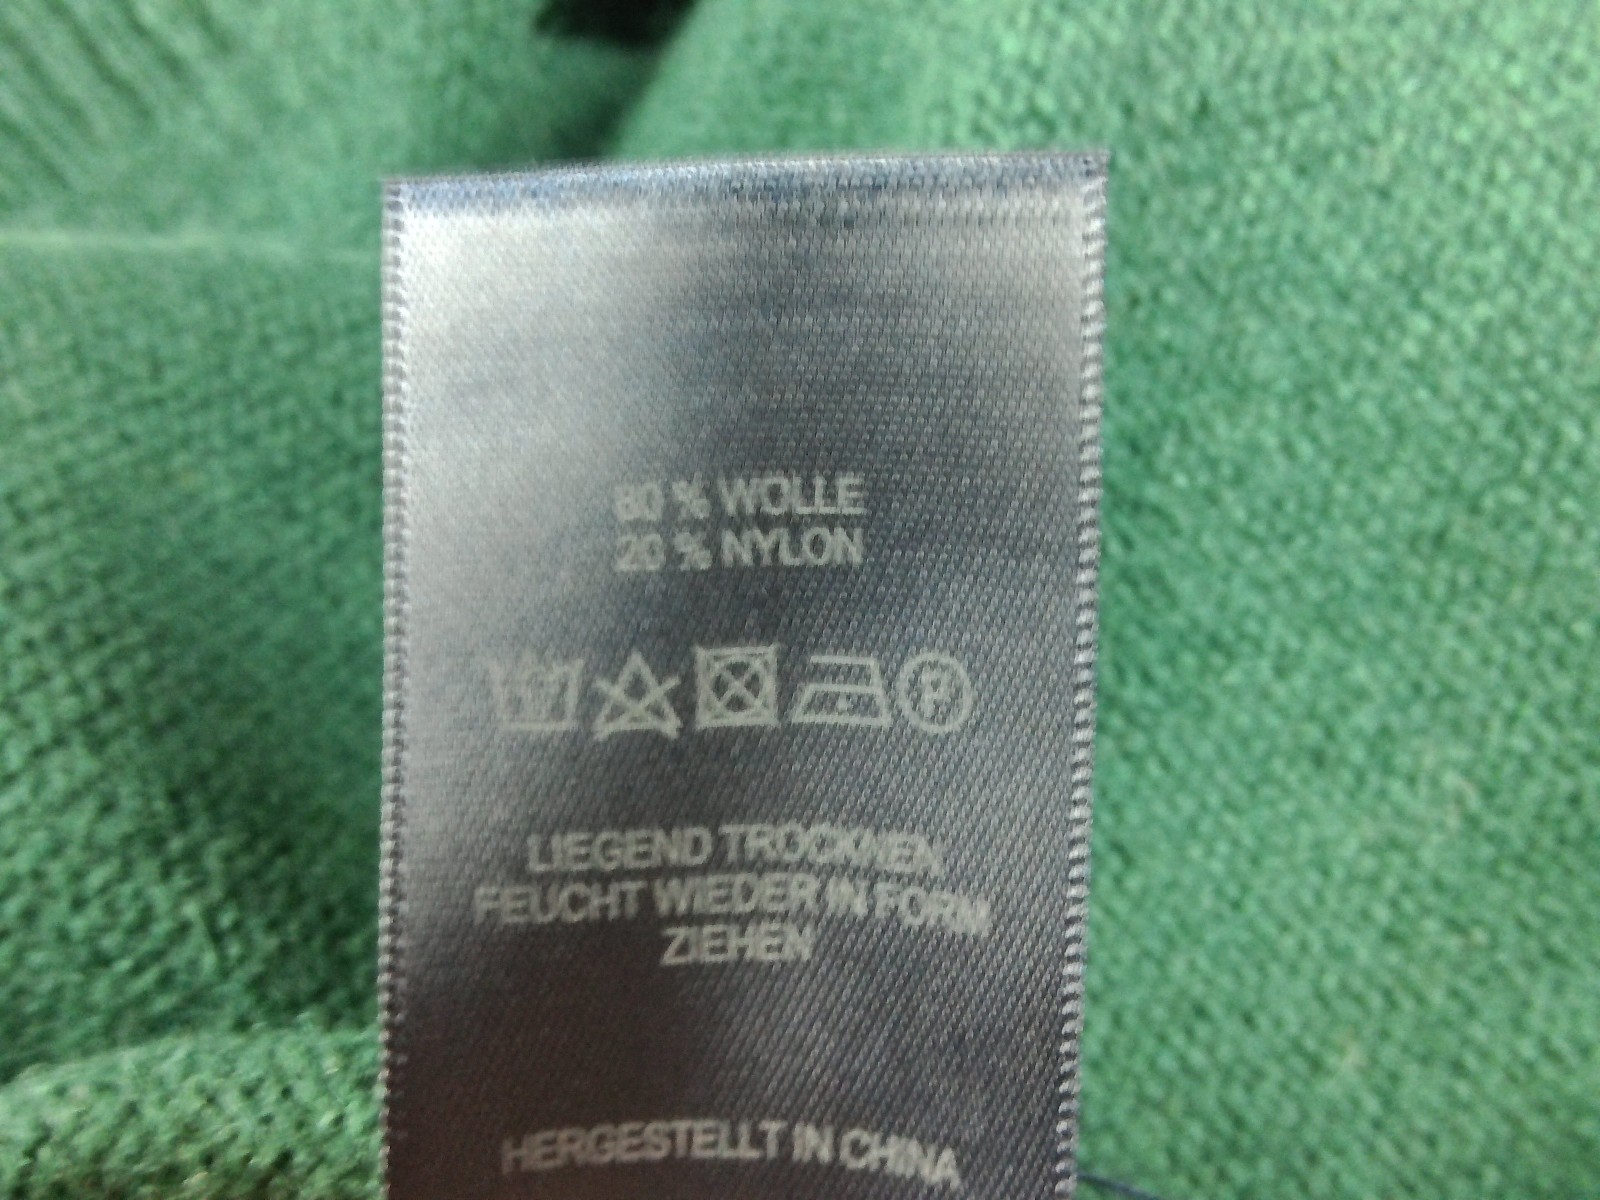 80 % WOLLE
20 % NYLON
P
LIEGEND TROCKNEN,
FEUCHT WIEDER IN FORM
ZIEHEN
HERGESTELLT IN CHINA